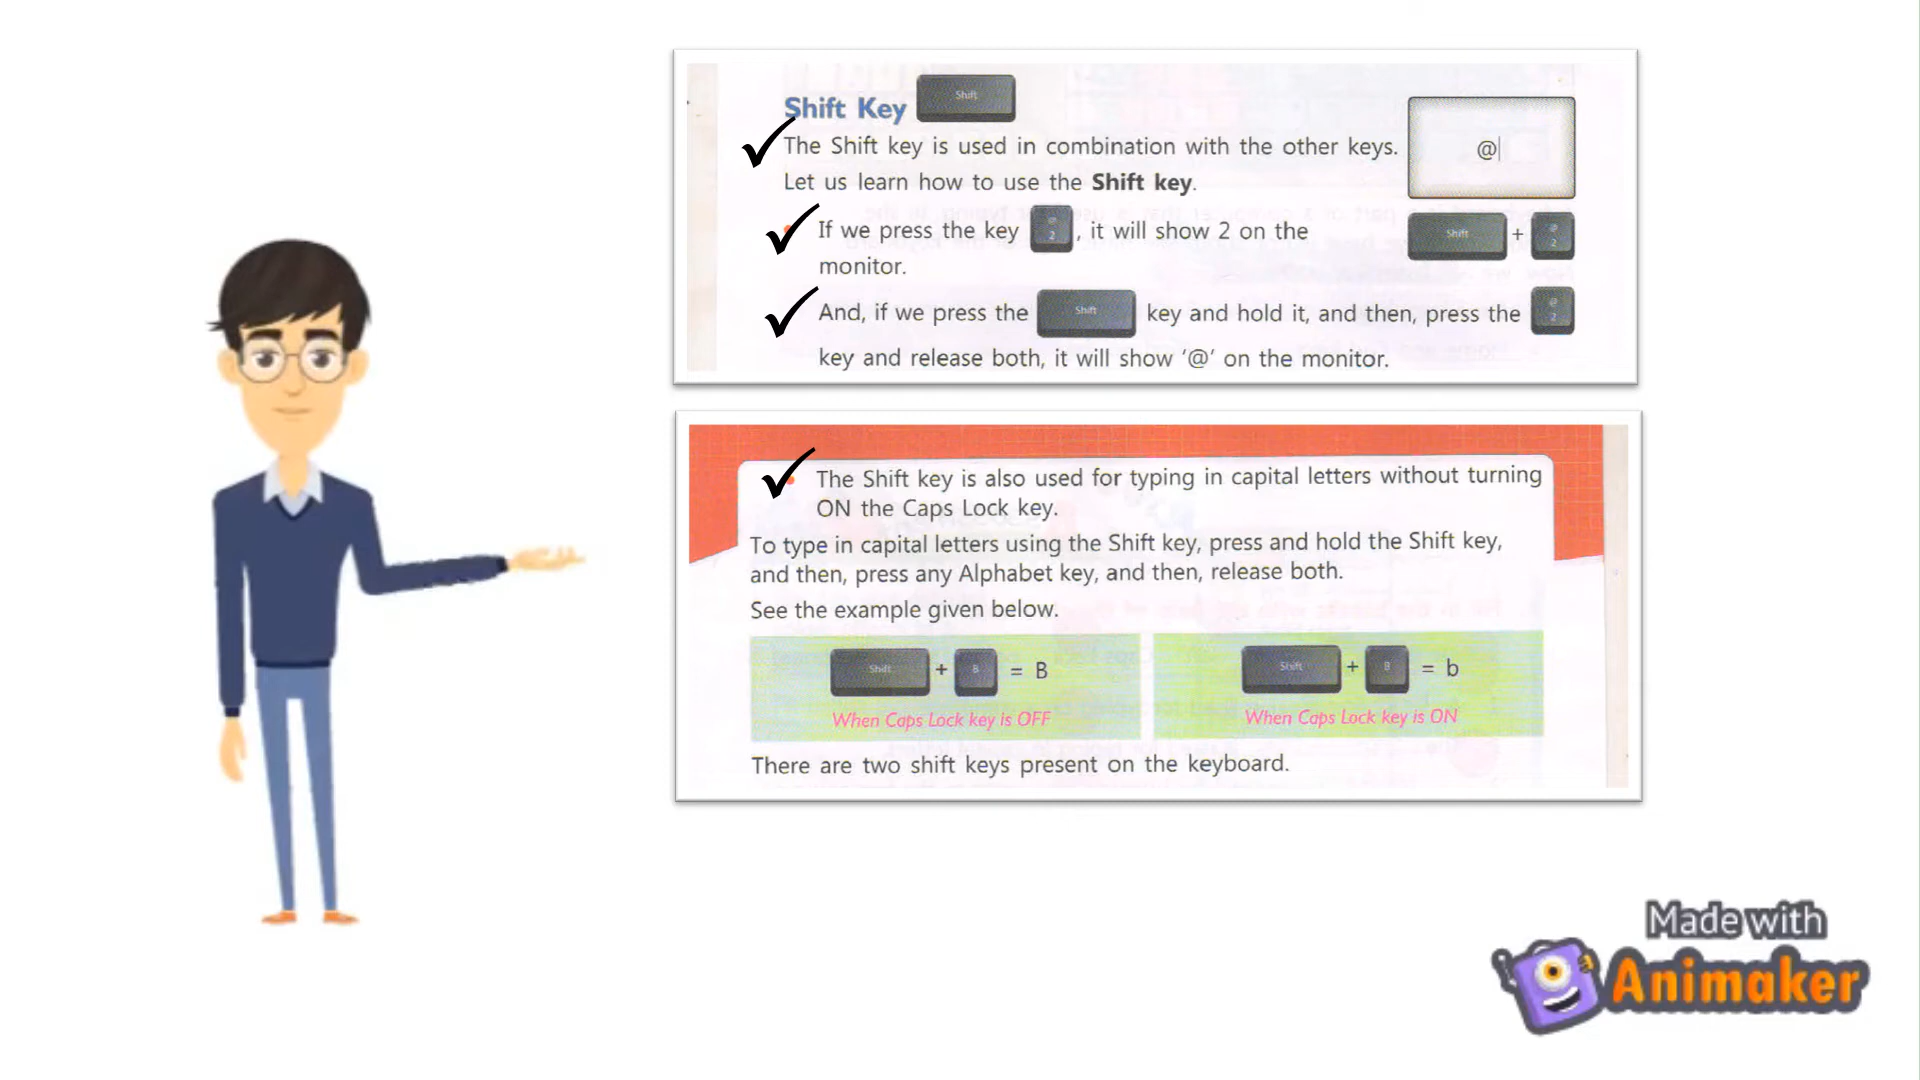 Shift Key Shift
The Shift key is used in combination with the other keys.
@
Let us learn how to use the Shift key.
If we press the key @ 2, it will show 2 on the
monitor.
Shift + @ 2
And, if we press the Shift key and hold it, and then, press the @ 2
key and release both, it will show ‘@’ on the monitor.
The Shift key is also used for typing in capital letters without turning
ON the Caps Lock key.
To type in capital letters using the Shift key, press and hold the Shift key,
and then, press any Alphabet key, and then, release both.
See the example given below.
Shift + B = B
When Caps Lock key is OFF
Shift + B = b
When Caps Lock key is ON
There are two shift keys present on the keyboard.
Made with
Animaker